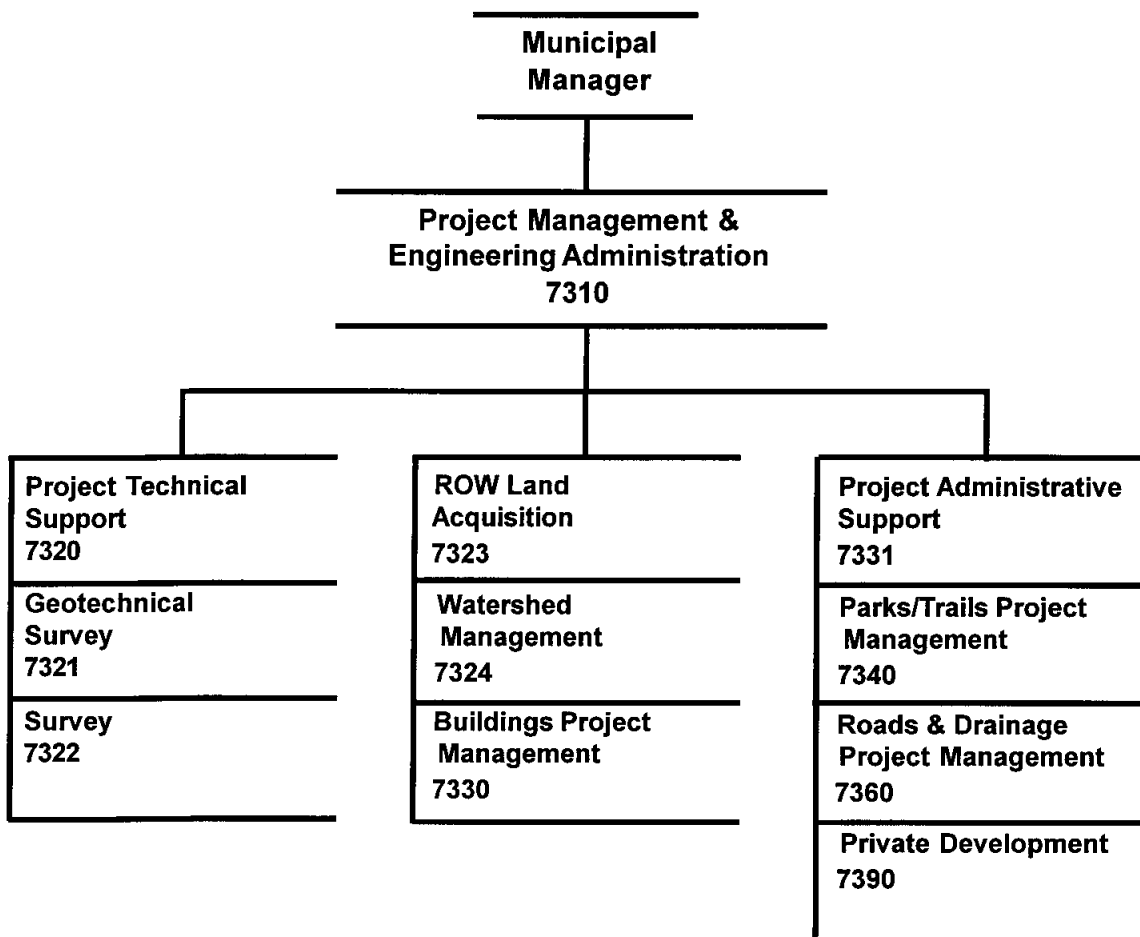 Municipal
Manager
Project Management &
Engineering Administration
7310
Project Technical
Support
7320
Geotechnical
Survey
7321
Survey
7322
ROW Land
Acquisition
7323
Watershed
Management
7324
Buildings Project
Management
7330
Project Administrative
Support
7331
Parks/Trails Project
Management
7340
Roads & Drainage
Project Management
7360
Private Development
7390